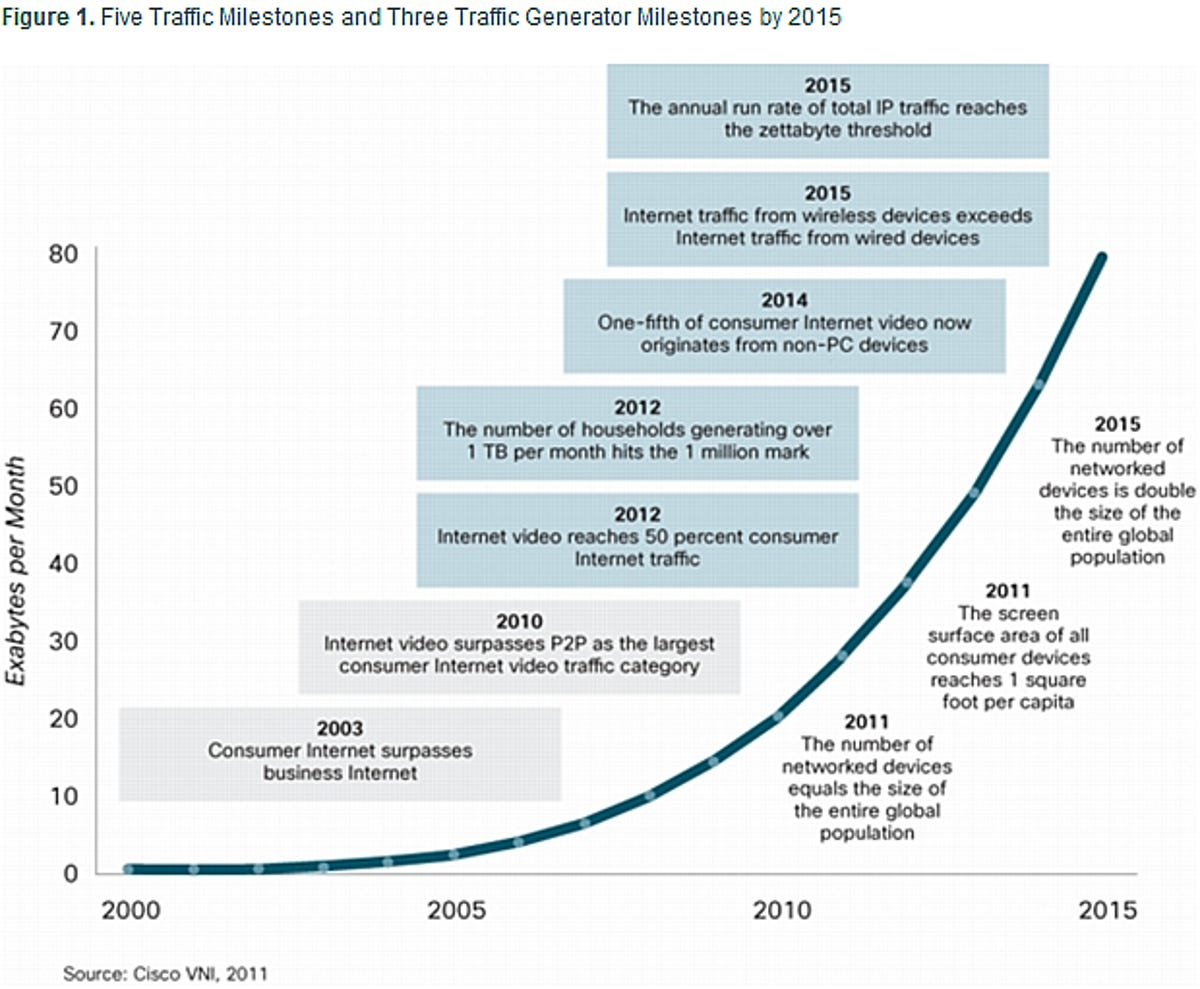 Figure 1. Five Traffic Milestones and Three Traffic Generator Milestones by 2015
2015
The annual run rate of total IP traffic reaches
the zettabyte threshold
2015
Internet traffic from wireless devices exceeds
Internet traffic from wired devices
2014
One-fifth of consumer Internet video now
originates from non-PC devices
2012
The number of households generating over
1 TB per month hits the 1 million mark
2012
Internet video reaches 50 percent consumer
Internet traffic
2010
Internet video surpasses P2P as the largest
consumer Internet video traffic category
2003
Consumer Internet surpasses
business Internet
2015
The number of
networked
devices is double
the size of the
entire global
population
2011
The screen
surface area of all
consumer devices
reaches 1 square
foot per capita
2011
The number of
networked devices
equals the size of
the entire global
population
Exabytes per Month
80
70
60
50
40
30
20
10
0
2000 2005 2010 2015
Source: Cisco VNI, 2011